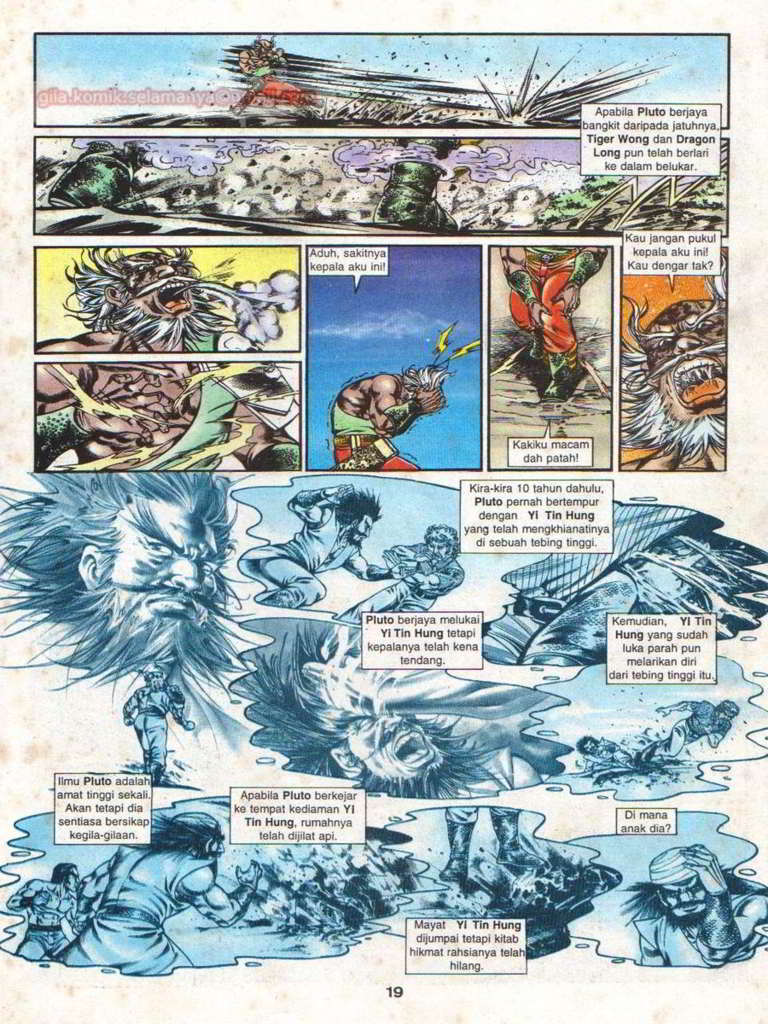 gila.komik.selamanya@
Apabila Pluto berjaya
bangkit daripada jatuhnya,
Tiger Wong dan Dragon
Long pun telah berlari
ke dalam belukar.
Aduh, sakitnya
kepala aku ini!
Kakiku macam
dah patah!
Kau jangan pukul
kepala aku ini!
Kau dengar tak?
Kira-kira 10 tahun dahulu,
Pluto pernah bertempur
dengan Yi Tin Hung
yang telah mengkhianatinya
di sebuah tebing tinggi.
Pluto berjaya melukai
Yi Tin Hung tetapi
kepalanya telah kena
tendang.
Kemudian, Yi Tin
Hung yang sudah
luka parah pun
melarikan diri
dari tebing tinggi itu.
Ilmu Pluto adalah
amat tinggi sekali.
Akan tetapi dia
sentiasa bersikap
kegila-gilaan.
Apabila Pluto berkejar
ke tempat kediaman YI
Tin Hung, rumahnya
telah dijilat api.
Mayat Yi Tin Hung
dijumpai tetapi kitab
hikmat rahsianya telah
hilang.
Di mana
anak dia?
19